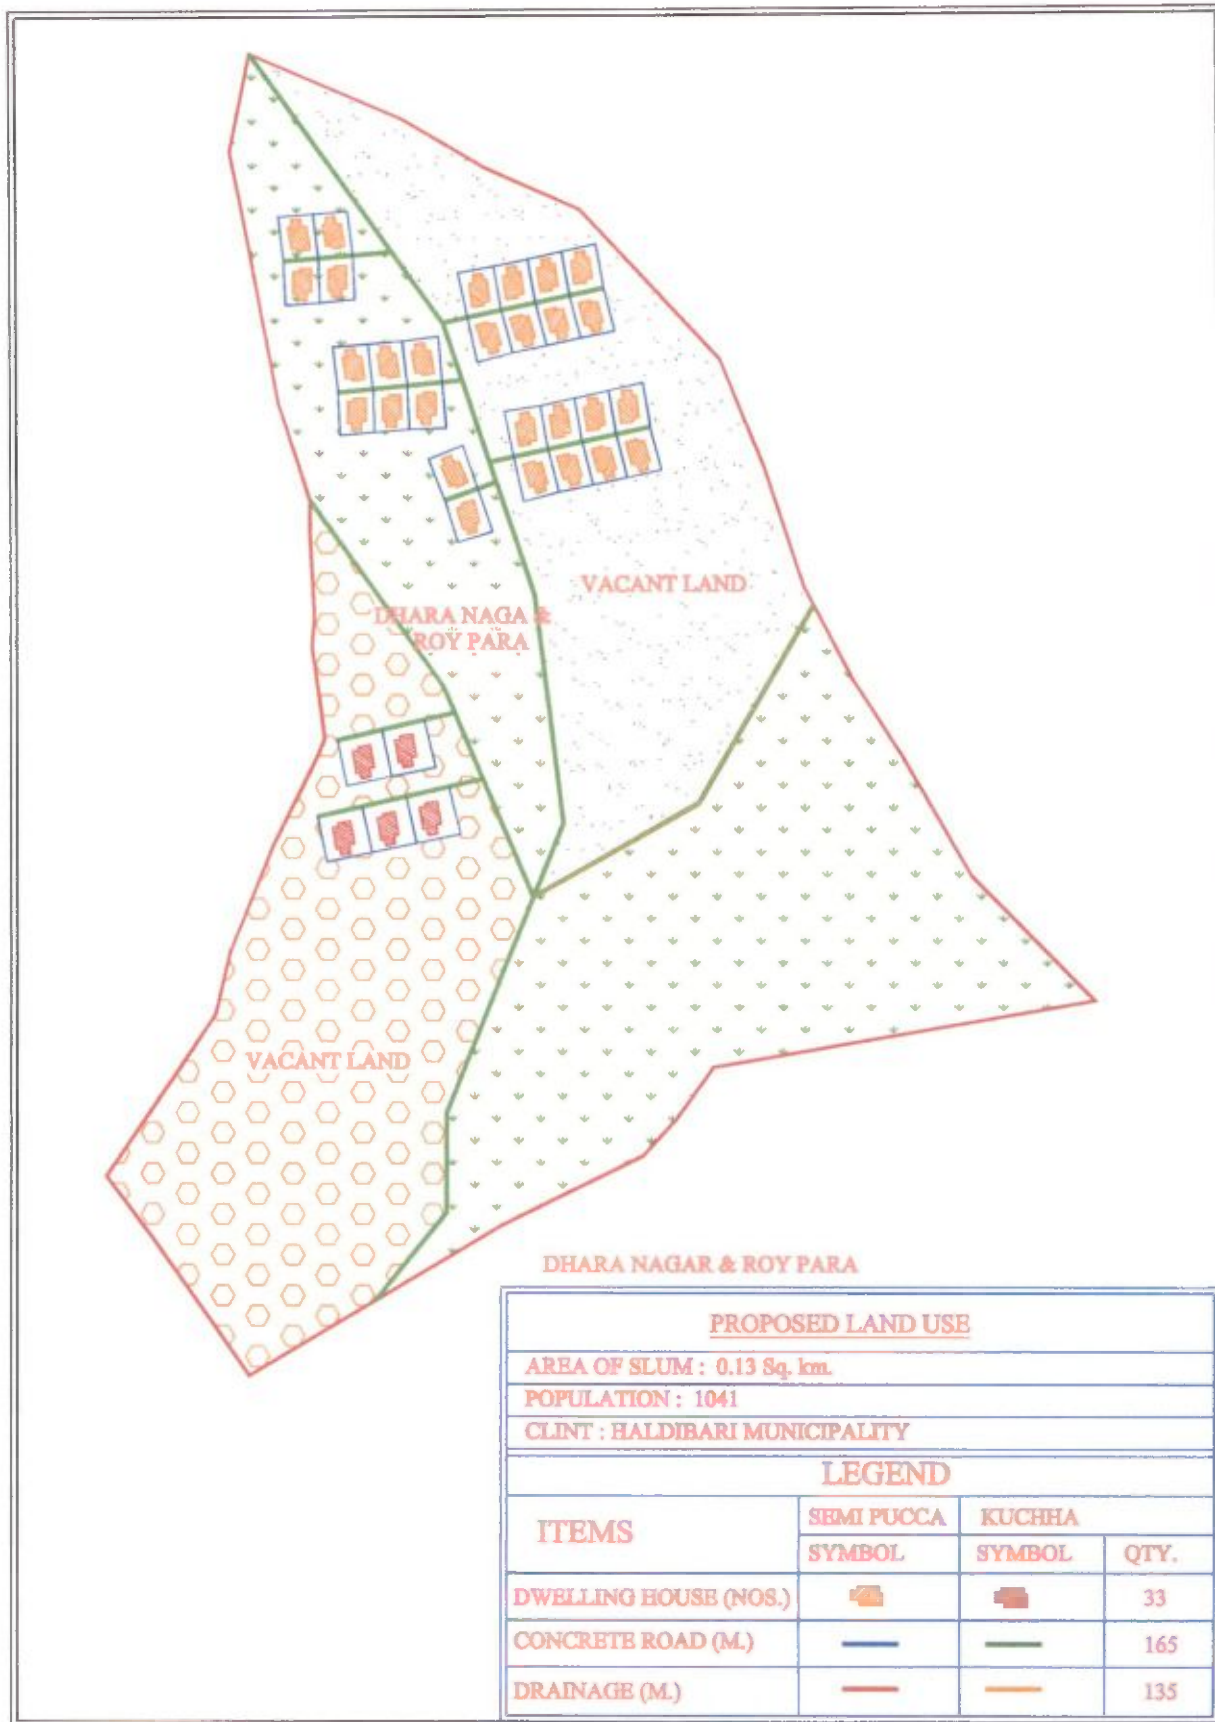 VACANT LAND
DHARA NAGA &
ROY PARA
VACANT LAND
DHARA NAGAR & ROY PARA
PROPOSED LAND USE
AREA OF SLUM : 0.13 Sq. km.
POPULATION : 1041
CLINT : HALDIBARI MUNICIPALITY
LEGEND
ITEMS SEMI PUCCA KUCHHA
SYMBOL SYMBOL QTY.
DWELLING HOUSE (NOS.) 33
CONCRETE ROAD (M.) 165
DRAINAGE (M.) 135